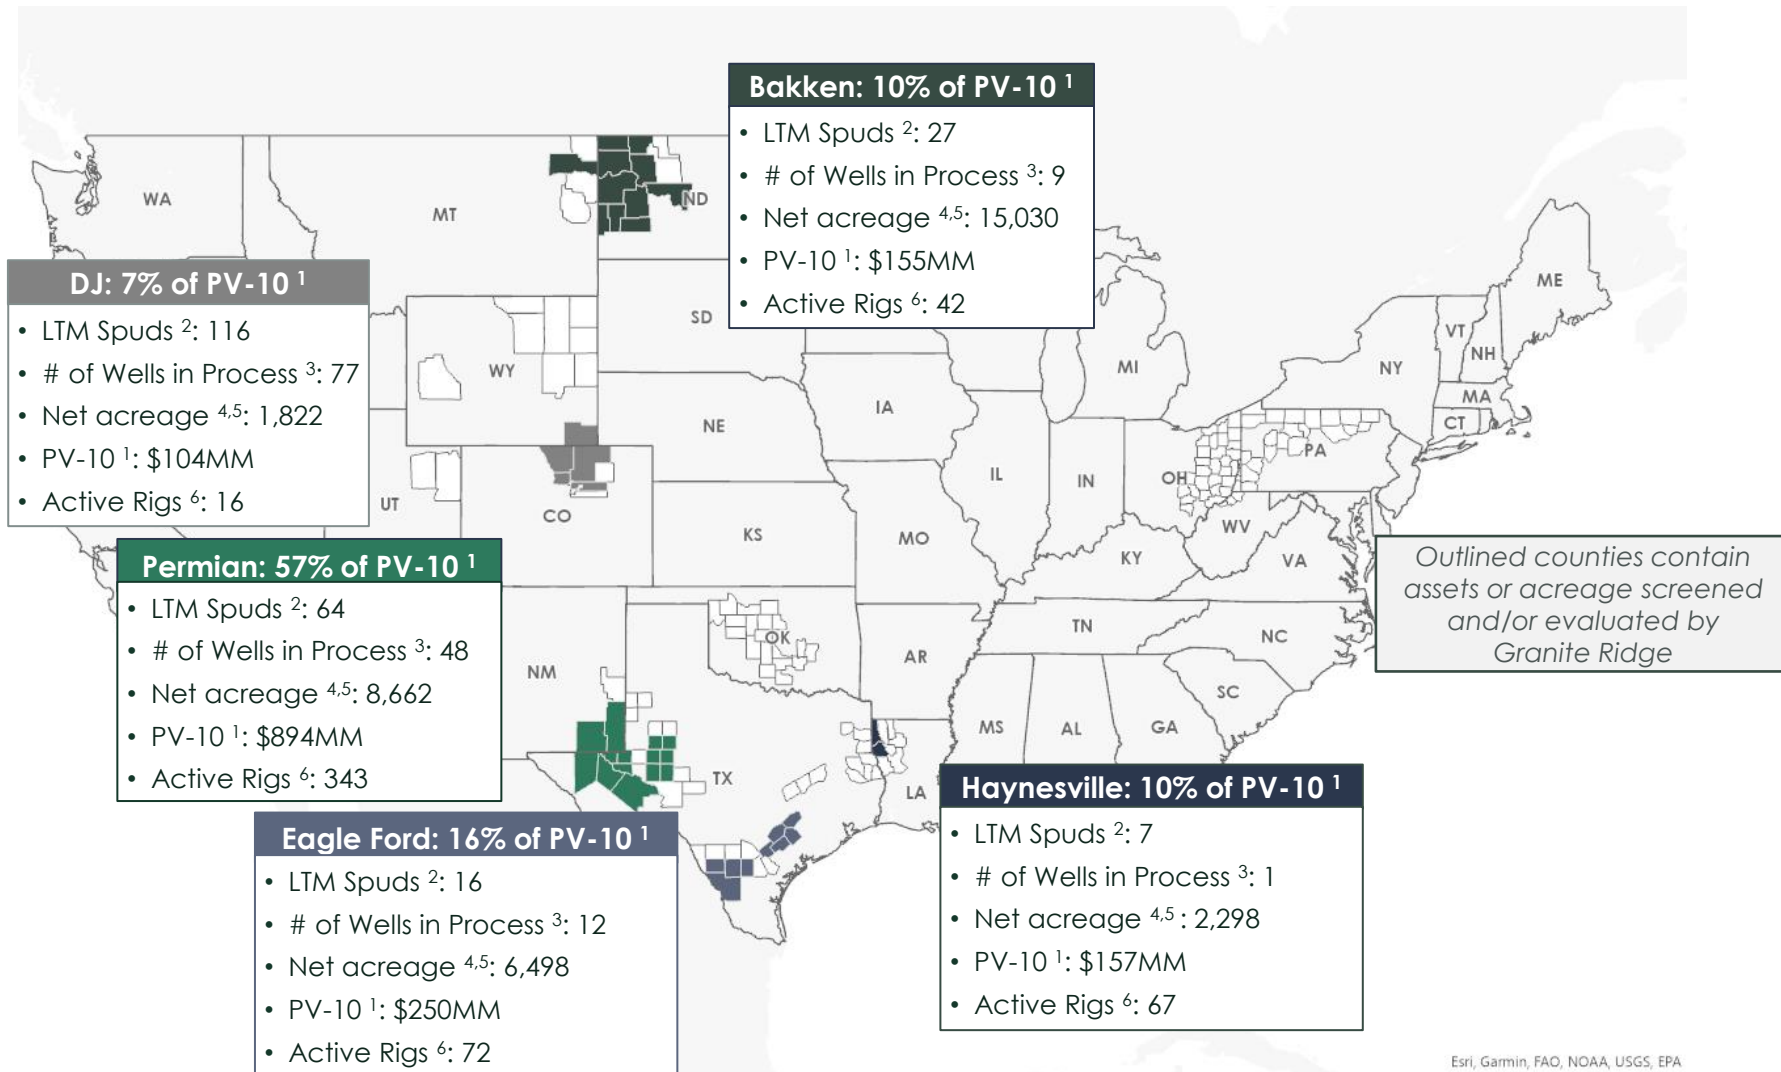 Bakken: 10% of PV-10 ¹
• LTM Spuds ²: 27
• # of Wells in Process ³: 9
• Net acreage ⁴,⁵: 15,030
• PV-10 ¹: $155MM
• Active Rigs ⁶: 42
DJ: 7% of PV-10 ¹
• LTM Spuds ²: 116
• # of Wells in Process ³: 77
• Net acreage ⁴,⁵: 1,822
• PV-10 ¹: $104MM
• Active Rigs ⁶: 16
Permian: 57% of PV-10 ¹
• LTM Spuds ²: 64
• # of Wells in Process ³: 48
• Net acreage ⁴,⁵: 8,662
• PV-10 ¹: $894MM
• Active Rigs ⁶: 343
Eagle Ford: 16% of PV-10 ¹
• LTM Spuds ²: 16
• # of Wells in Process ³: 12
• Net acreage ⁴,⁵: 6,498
• PV-10 ¹: $250MM
• Active Rigs ⁶: 72
Haynesville: 10% of PV-10 ¹
• LTM Spuds ²: 7
• # of Wells in Process ³: 1
• Net acreage ⁴,⁵ : 2,298
• PV-10 ¹: $157MM
• Active Rigs ⁶: 67
Outlined counties contain
assets or acreage screened
and/or evaluated by
Granite Ridge
WA
MT
ND
SD
WY
NE
UT
CO
KS
NM
OK
TX
IA
MO
AR
LA
IL
IN
MI
OH
KY
TN
MS
AL
GA
SC
NC
VA
WV
PA
NY
VT
NH
MA
CT
ME
Esri, Garmin, FAO, NOAA, USGS, EPA